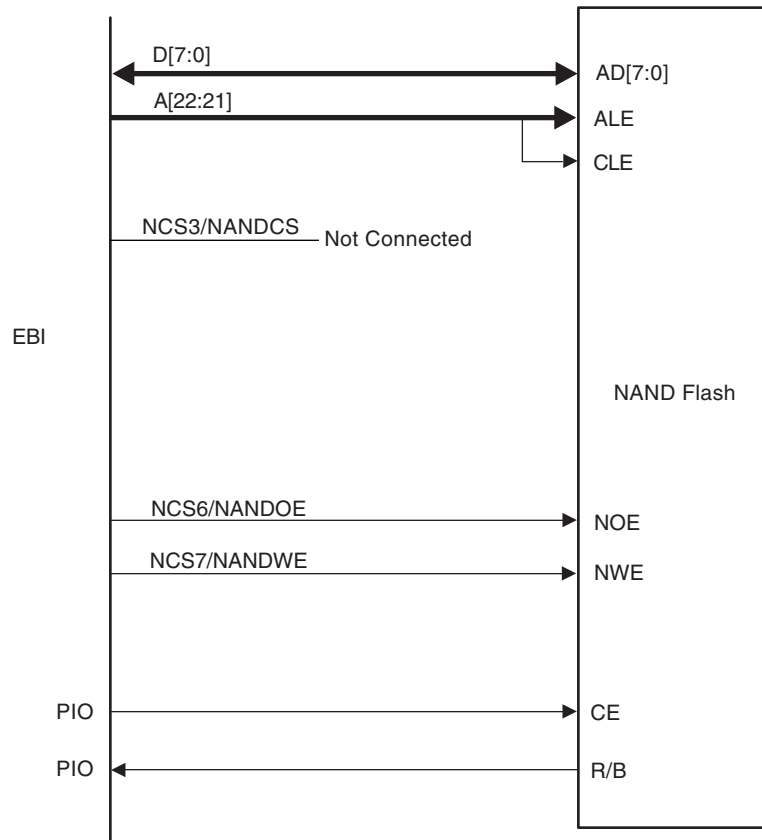 D[7:0]
AD[7:0]
A[22:21]
ALE
CLE
NCS3/NANDCS
Not Connected
EBI
NAND Flash
NCS6/NANDOE
NOE
NCS7/NANDWE
NWE
PIO
CE
PIO
R/B